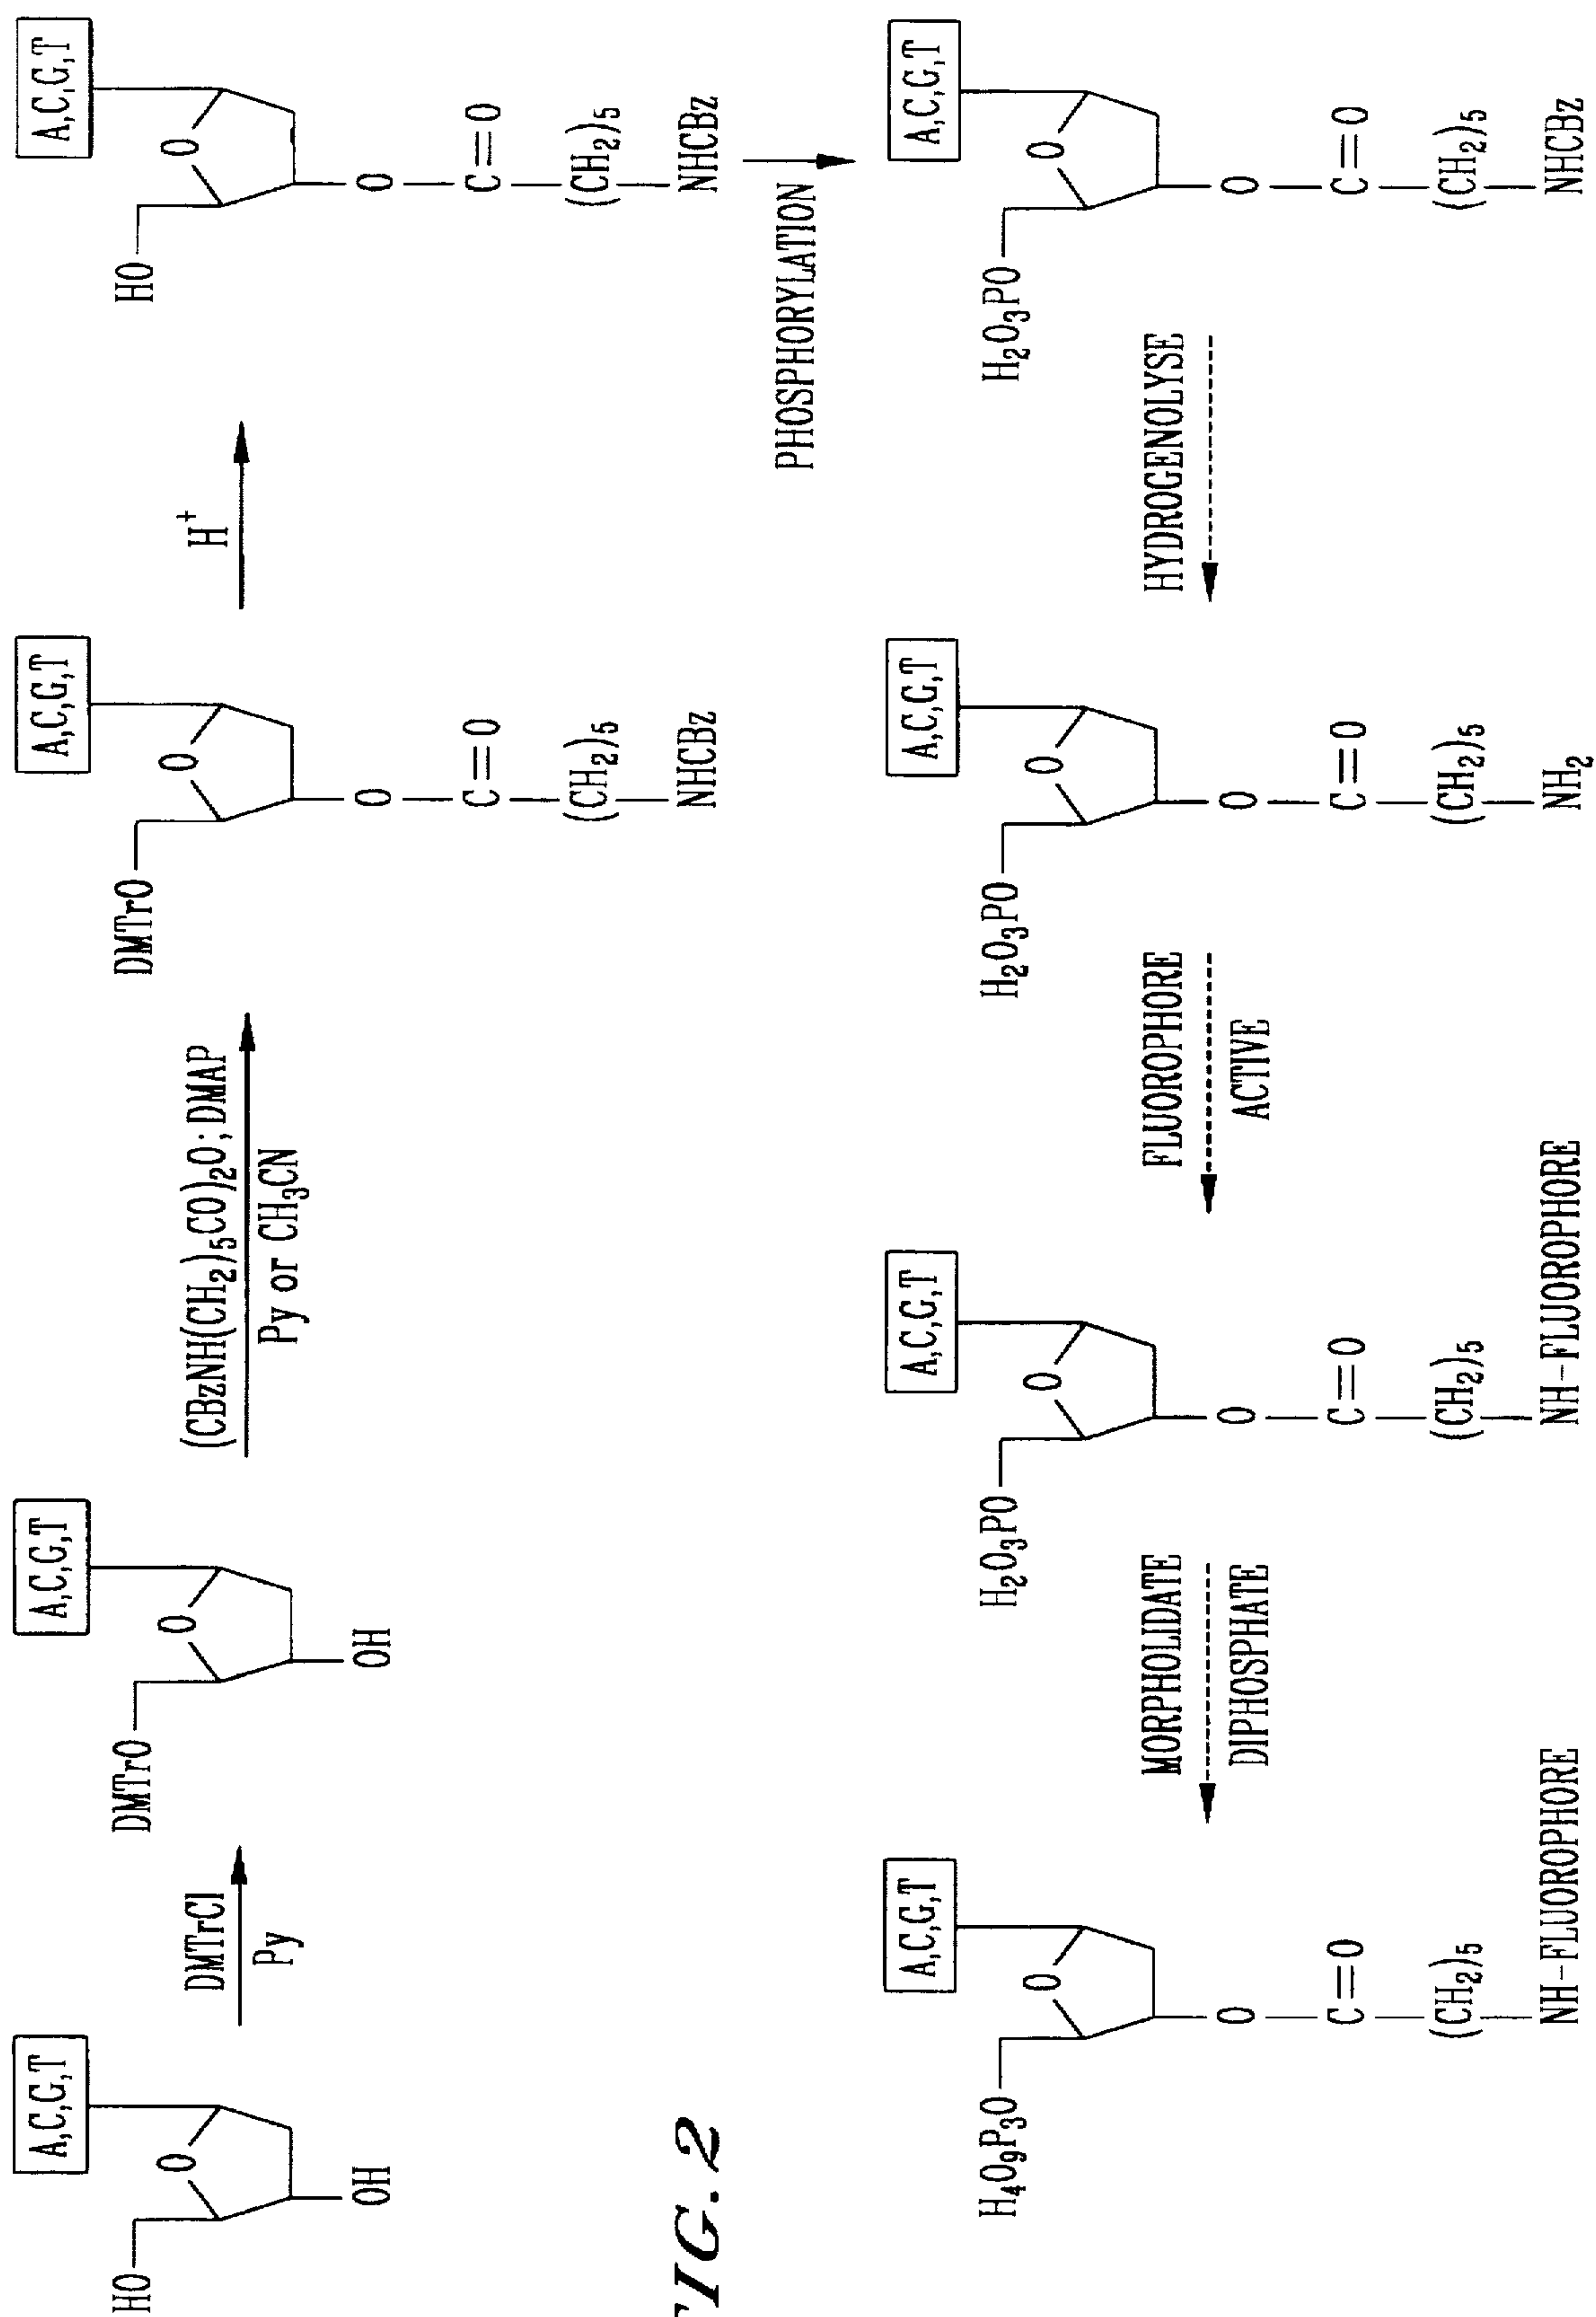 A,C,G,T
HO
O
OH
DMTrCl
Py
A,C,G,T
DMTrO
O
OH
(CBzNH(CH₂)₅CO)₂O; DMAP
Py or CH₃CN
A,C,G,T
DMTrO
O
O
C=O
(CH₂)₅
NHCBz
H⁺
A,C,G,T
HO
O
O
C=O
(CH₂)₅
NHCBz
PHOSPHORYLATION
A,C,G,T
H₂O₃PO
O
O
C=O
(CH₂)₅
NHCBz
HYDROGENOLYSE
A,C,G,T
H₂O₃PO
O
O
C=O
(CH₂)₅
NH₂
FLUOROPHORE
ACTIVE
A,C,G,T
H₂O₃PO
O
O
C=O
(CH₂)₅
NH-FLUOROPHORE
MORPHOLIDATE
DIPHOSPHATE
A,C,G,T
H₄O₉P₃O
O
O
C=O
(CH₂)₅
NH-FLUOROPHORE
FIG. 2